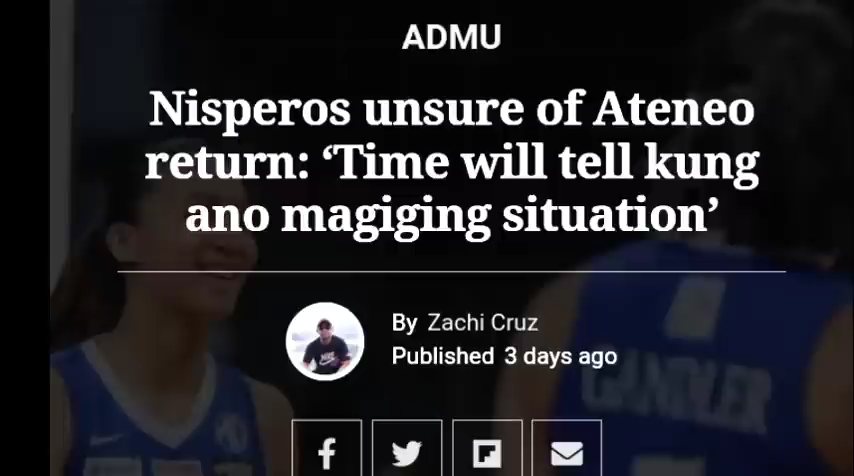 ADMU
Nisperos unsure of Ateneo
return: ‘Time will tell kung
ano magiging situation’
By Zachi Cruz
Published 3 days ago
GANDLER